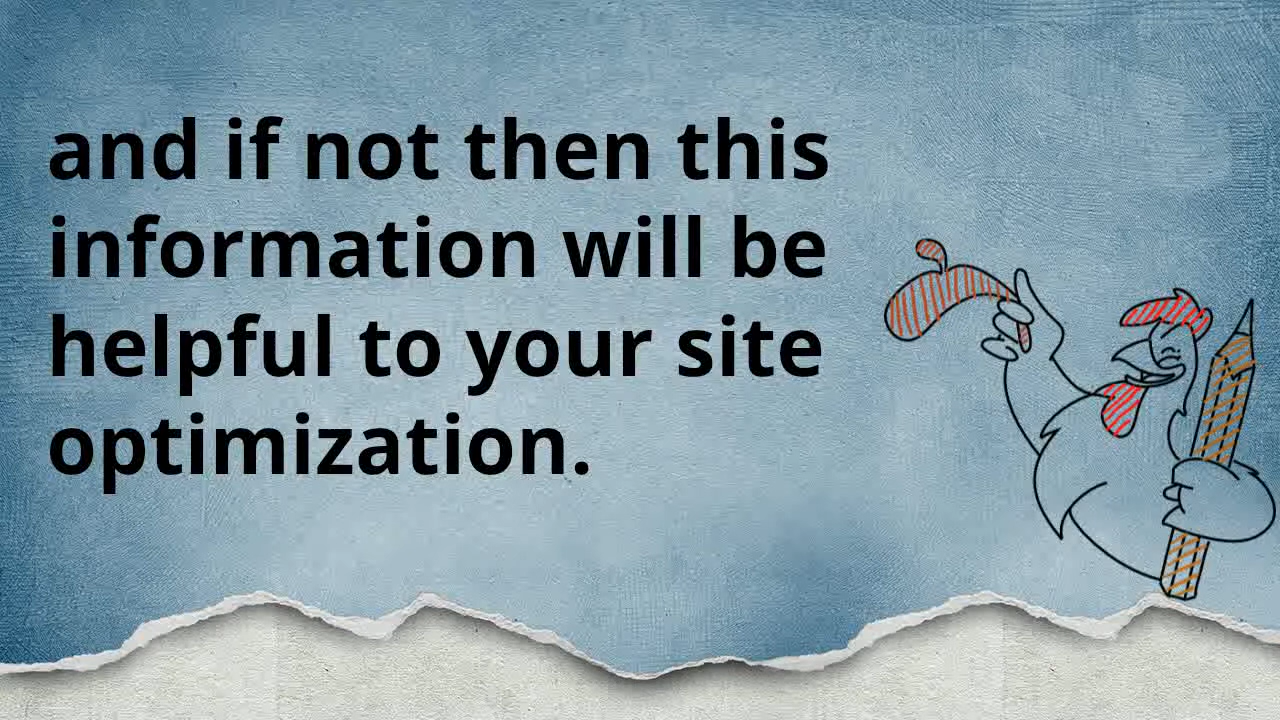 and if not then this
information will be
helpful to your site
optimization.